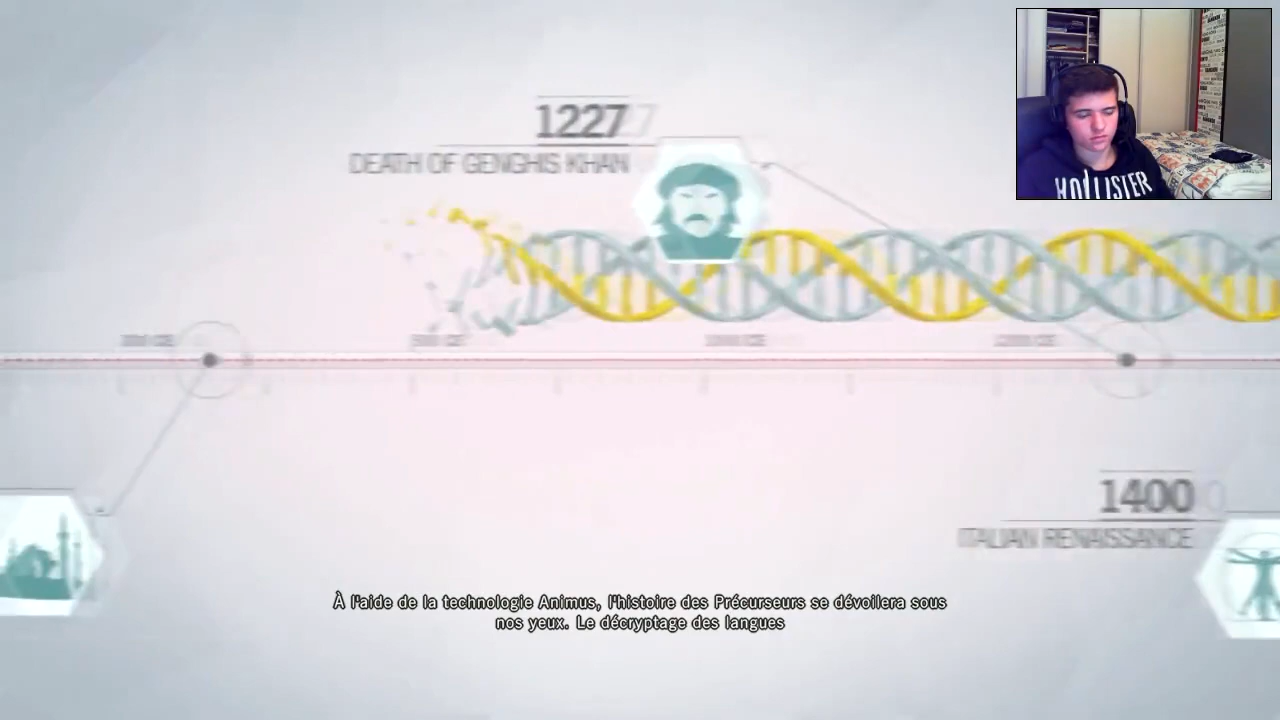 1227
DEATH OF GENGHIS KHAN
HOLLISTER
1400
ITALIAN RENAISSANCE
À l'aide de la technologie Animus, l'histoire des Précurseurs se dévoilera sous
nos yeux. Le décryptage des langues